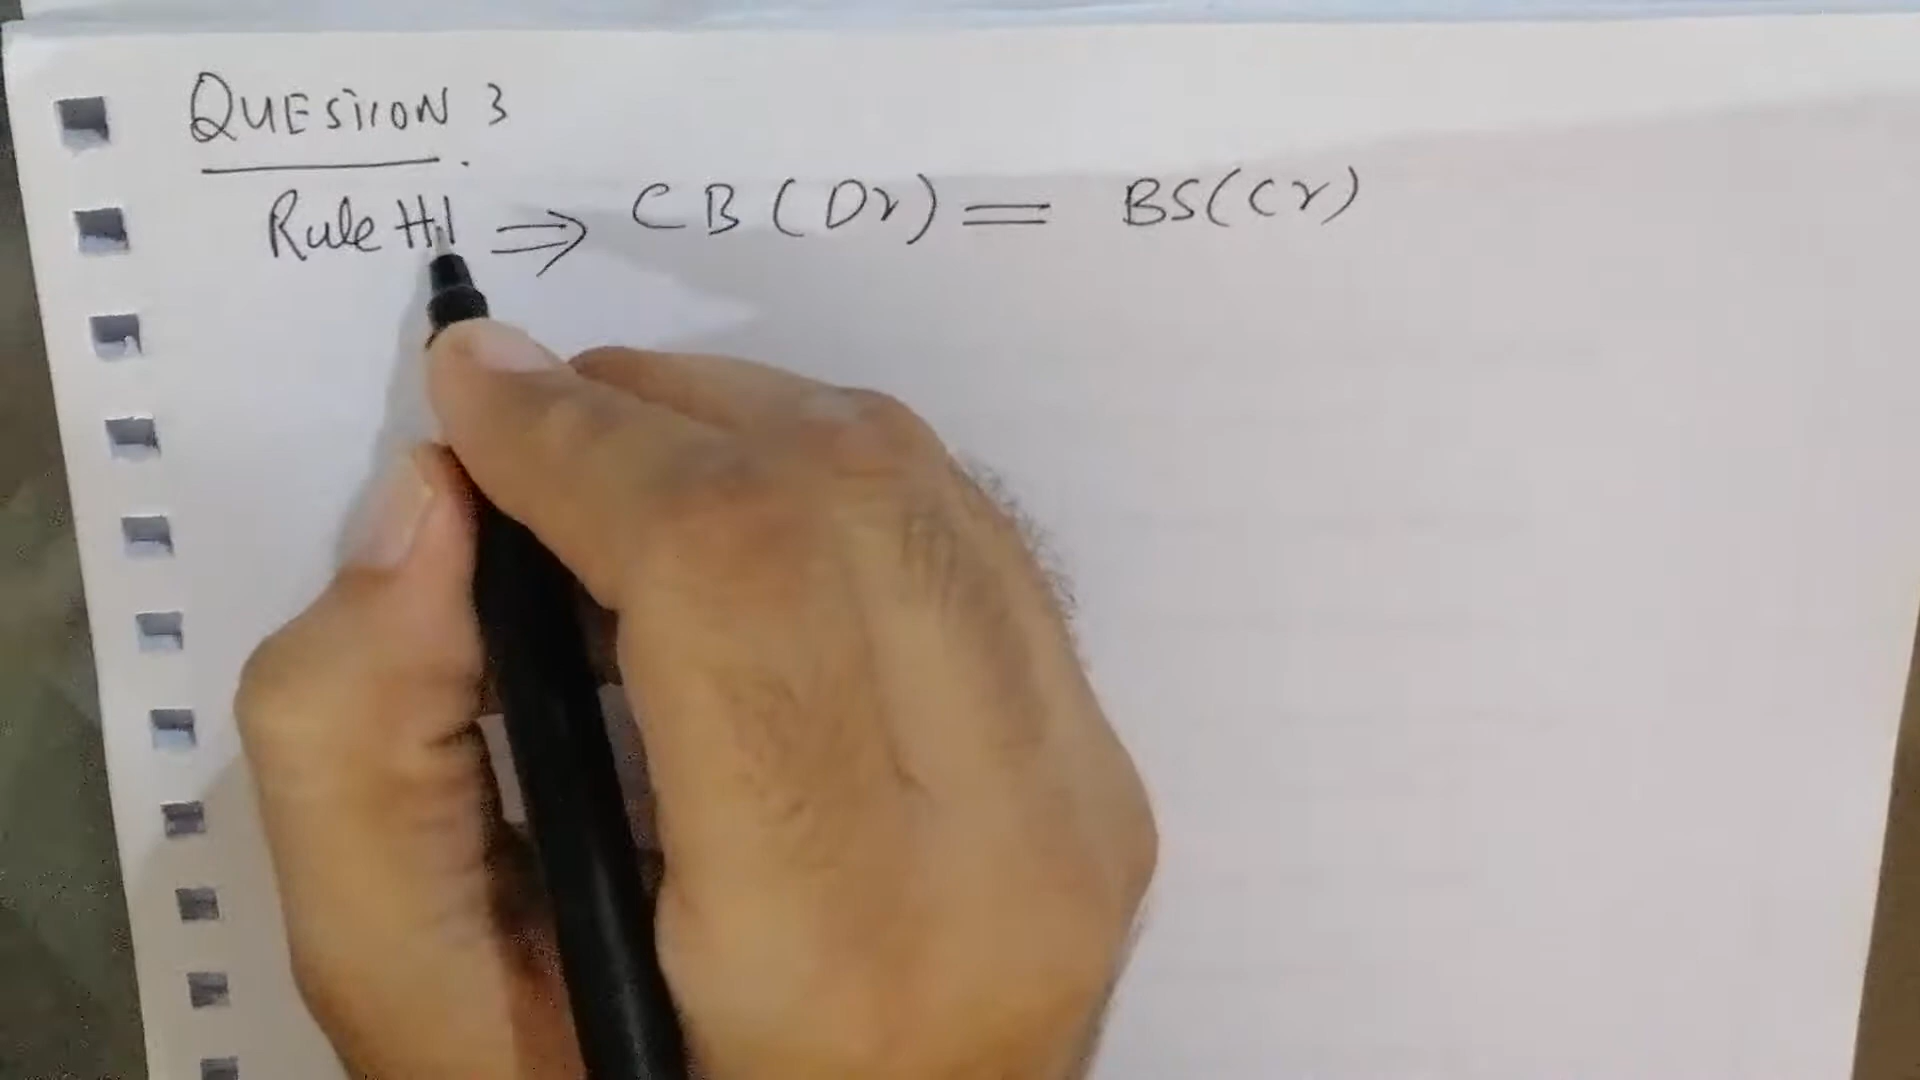 QUESTION 3
Rule #1 ⇒ CB (Dr) = BS (Cr)